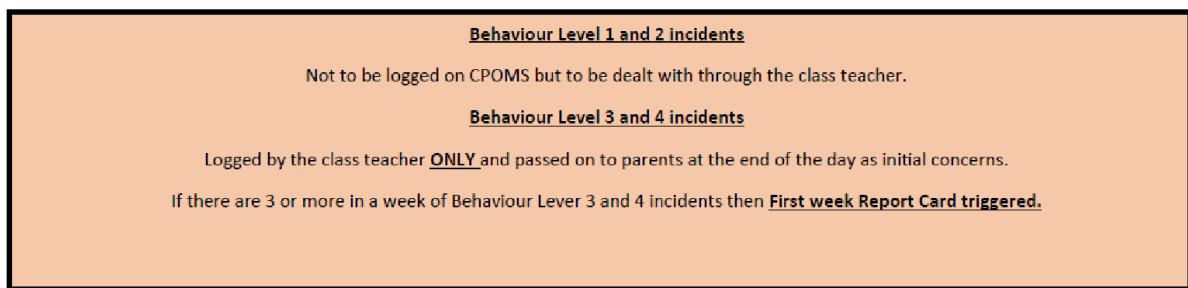 Behaviour Level 1 and 2 incidents
Not to be logged on CPOMS but to be dealt with through the class teacher.
Behaviour Level 3 and 4 incidents
Logged by the class teacher ONLY and passed on to parents at the end of the day as initial concerns.
If there are 3 or more in a week of Behaviour Lever 3 and 4 incidents then First week Report Card triggered.